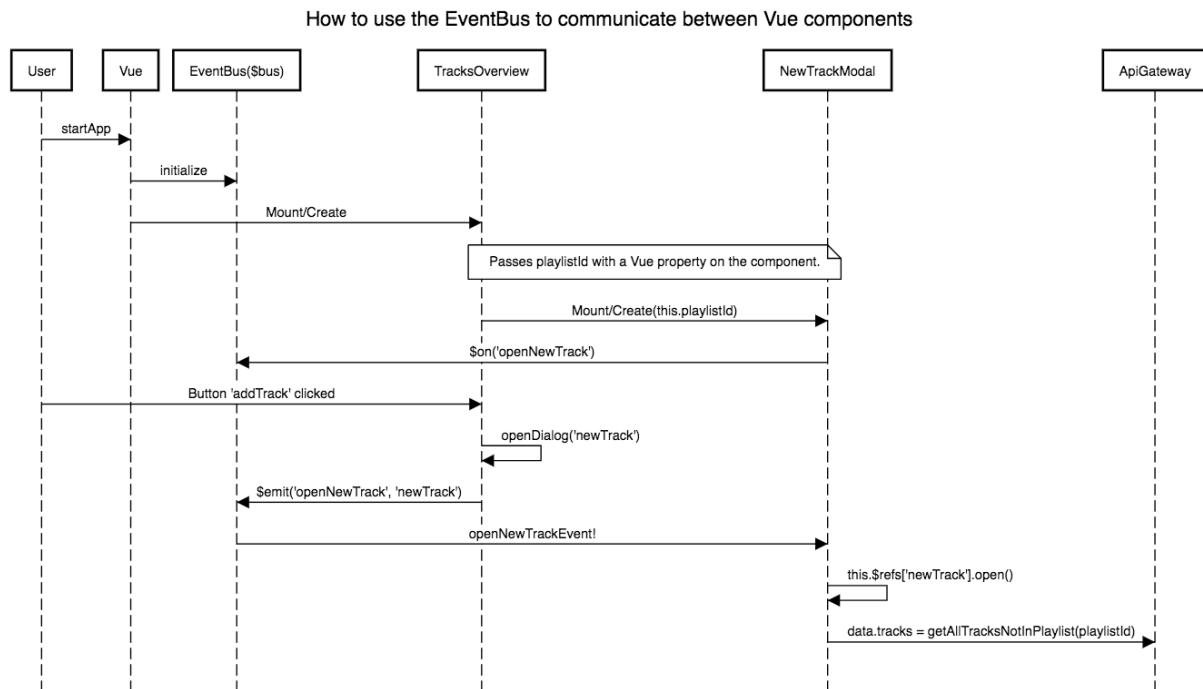 How to use the EventBus to communicate between Vue components
User
Vue
EventBus($bus)
TracksOverview
NewTrackModal
ApiGateway
startApp
initialize
Mount/Create
Passes playlistId with a Vue property on the component.
Mount/Create(this.playlistId)
$on('openNewTrack')
Button 'addTrack' clicked
openDialog('newTrack')
$emit('openNewTrack', 'newTrack')
openNewTrackEvent!
this.$refs['newTrack'].open()
data.tracks = getAllTracksNotInPlaylist(playlistId)